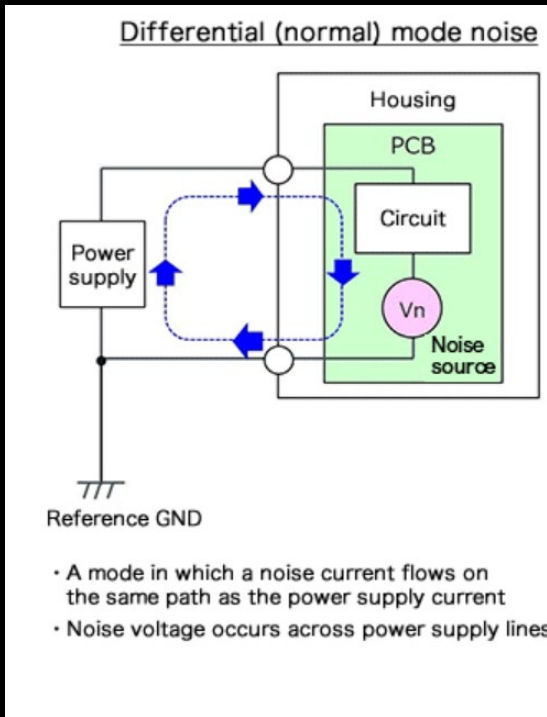 Differential (normal) mode noise
Housing
PCB
Circuit
Power
supply
Vn
Noise
source
Reference GND
・A mode in which a noise current flows on
the same path as the power supply current
・Noise voltage occurs across power supply lines